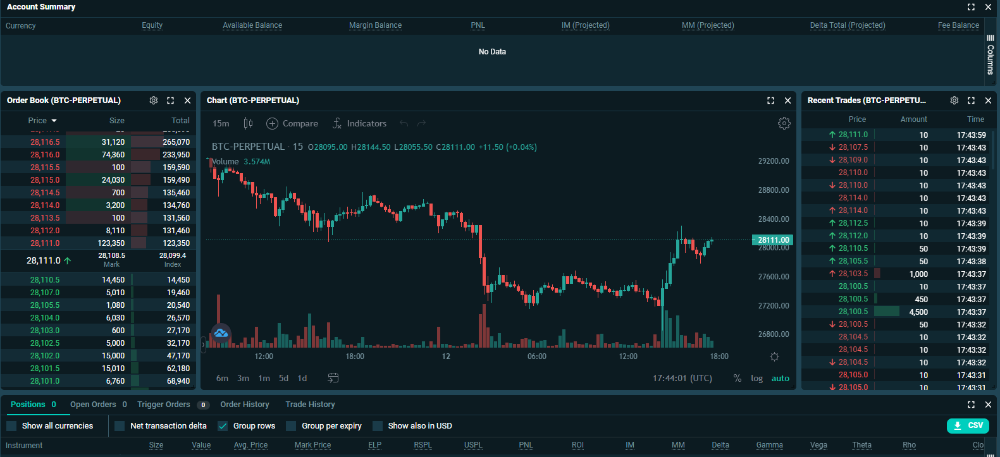 Account Summary
Currency Equity Available Balance Margin Balance PNL IM (Projected) MM (Projected) Delta Total (Projected) Fee Balance
No Data
Columns
Order Book (BTC-PERPETUAL)
Price Size Total
28,116.5 31,120 265,070
28,116.0 74,360 233,950
28,115.5 100 159,590
28,115.0 24,030 159,490
28,114.5 700 135,460
28,114.0 3,200 134,760
28,113.5 100 131,560
28,112.0 8,110 131,460
28,111.0 123,350 123,350
28,111.0 28,108.5 28,099.4
Mark Index
28,110.5 14,450 14,450
28,107.0 5,010 19,460
28,105.5 1,080 20,540
28,104.0 6,030 26,570
28,103.0 600 27,170
28,102.5 5,000 32,170
28,102.0 15,000 47,170
28,101.5 15,010 62,180
28,101.0 6,760 68,940
Chart (BTC-PERPETUAL)
15m Compare Indicators
BTC-PERPETUAL · 15 O28095.00 H28144.50 L28055.50 C28111.00 +11.50 (+0.04%)
Volume 3.574M
29200.00
28800.00
28400.00
28111.00
28000.00
27600.00
27200.00
26800.00
12:00 18:00 12 06:00 12:00 18:00
6m 3m 1m 5d 1d 17:44:01 (UTC) % log auto
Recent Trades (BTC-PERPETU...
Price Amount Time
28,111.0 10 17:43:59
28,107.5 10 17:43:43
28,109.0 10 17:43:43
28,110.0 10 17:43:43
28,110.0 10 17:43:43
28,114.0 10 17:43:43
28,114.0 10 17:43:43
28,112.5 10 17:43:39
28,112.0 10 17:43:39
28,110.5 50 17:43:39
28,105.5 50 17:43:38
28,103.5 1,000 17:43:37
28,100.5 10 17:43:37
28,100.5 450 17:43:37
28,100.5 4,500 17:43:37
28,100.5 50 17:43:32
28,104.5 10 17:43:32
28,104.5 10 17:43:32
28,104.5 10 17:43:32
28,105.0 10 17:43:31
28,105.0 10 17:43:31
Positions 0 Open Orders 0 Trigger Orders 0 Order History Trade History
Show all currencies Net transaction delta Group rows Group per expiry Show also in USD CSV
Instrument Size Value Avg. Price Mark Price ELP RSPL USPL PNL ROI IM MM Delta Gamma Vega Theta Rho Clo